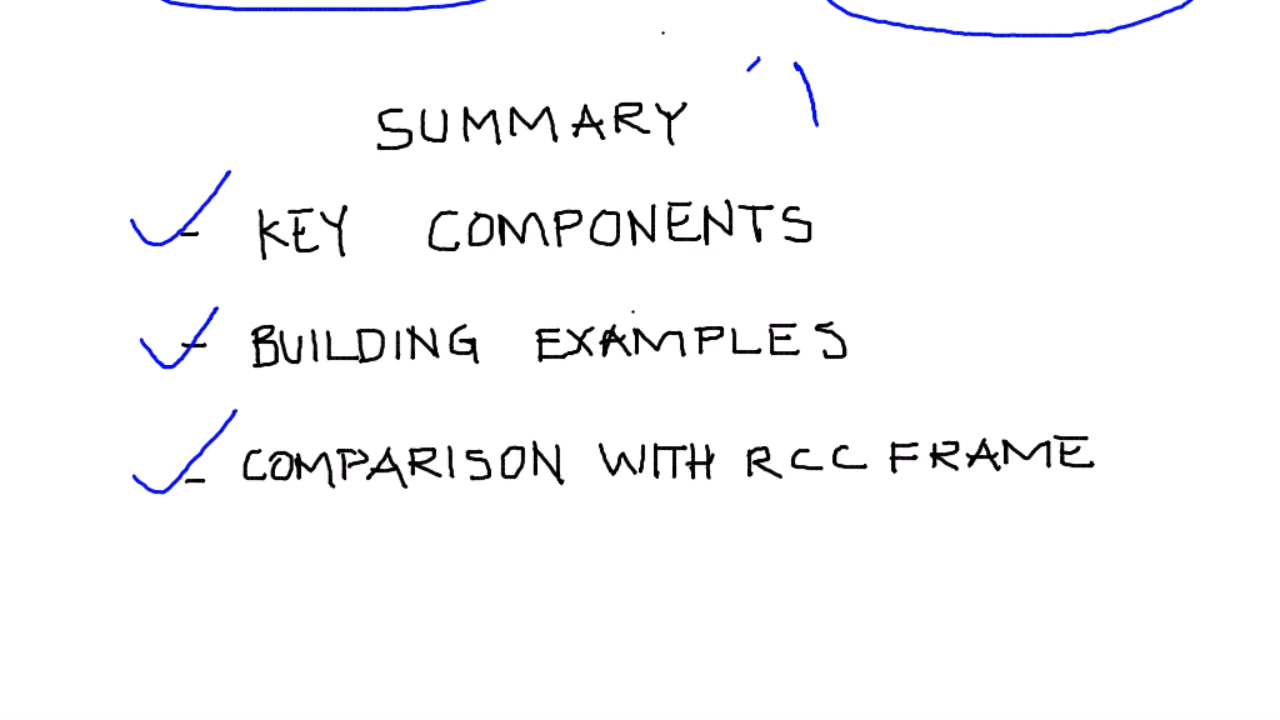 SUMMARY
- KEY COMPONENTS
- BUILDING EXAMPLES
- COMPARISON WITH RCC FRAME